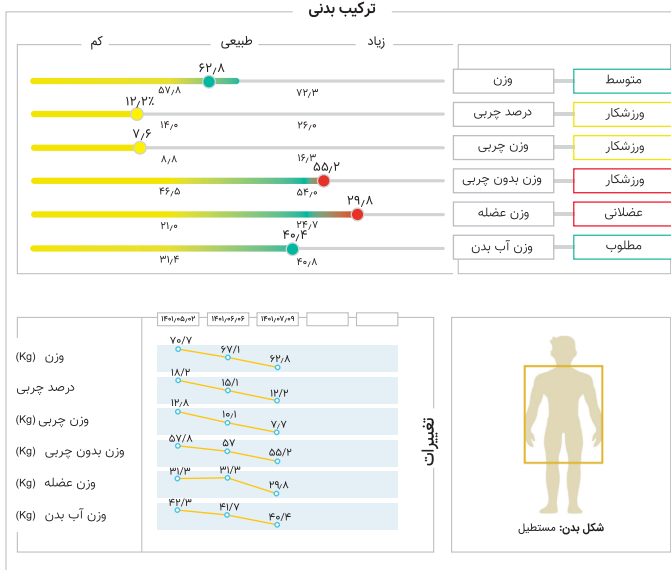 ترکیب بدنی
زیاد طبیعی کم
متوسط وزن ۶۲٫۸ ۵۷٫۸ ۷۲٫۳
ورزشکار درصد چربی ۱۲٫۲٪ ۱۴٫۰ ۲۶٫۰
ورزشکار وزن چربی ۷٫۶ ۸٫۸ ۱۶٫۳
ورزشکار وزن بدون چربی ۵۵٫۲ ۴۶٫۵ ۵۴٫۰
عضلانی وزن عضله ۲۹٫۸ ۲۱٫۰ ۲۴٫۷
مطلوب وزن آب بدن ۴۰٫۴ ۳۱٫۴ ۴۰٫۸
تغییرات
۱۴۰۱٫۰۵٫۰۲ ۱۴۰۱٫۰۶٫۰۶ ۱۴۰۱٫۰۷٫۰۹
وزن (Kg) ۷۰/۷ ۶۷/۱ ۶۲٫۸
درصد چربی ۱۸/۲ ۱۵/۱ ۱۲/۲
وزن چربی (Kg) ۱۲٫۸ ۱۰٫۱ ۷٫۷
وزن بدون چربی (Kg) ۵۷/۸ ۵۷ ۵۵/۲
وزن عضله (Kg) ۳۱/۳ ۳۱/۳ ۲۹٫۸
وزن آب بدن (Kg) ۴۲/۳ ۴۱/۷ ۴۰/۴
شکل بدن: مستطیل